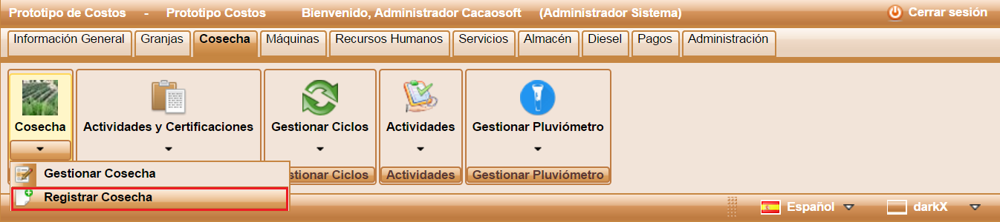 Prototipo de Costos - Prototipo Costos Bienvenido, Administrador Cacaosoft (Administrador Sistema) Cerrar sesión
Información General Granjas Cosecha Máquinas Recursos Humanos Servicios Almacén Diesel Pagos Administración
Cosecha Actividades y Certificaciones Gestionar Ciclos Actividades Gestionar Pluviómetro
Gestionar Cosecha
Ciclos Actividades Gestionar Pluviómetro
Registrar Cosecha
Español darkX